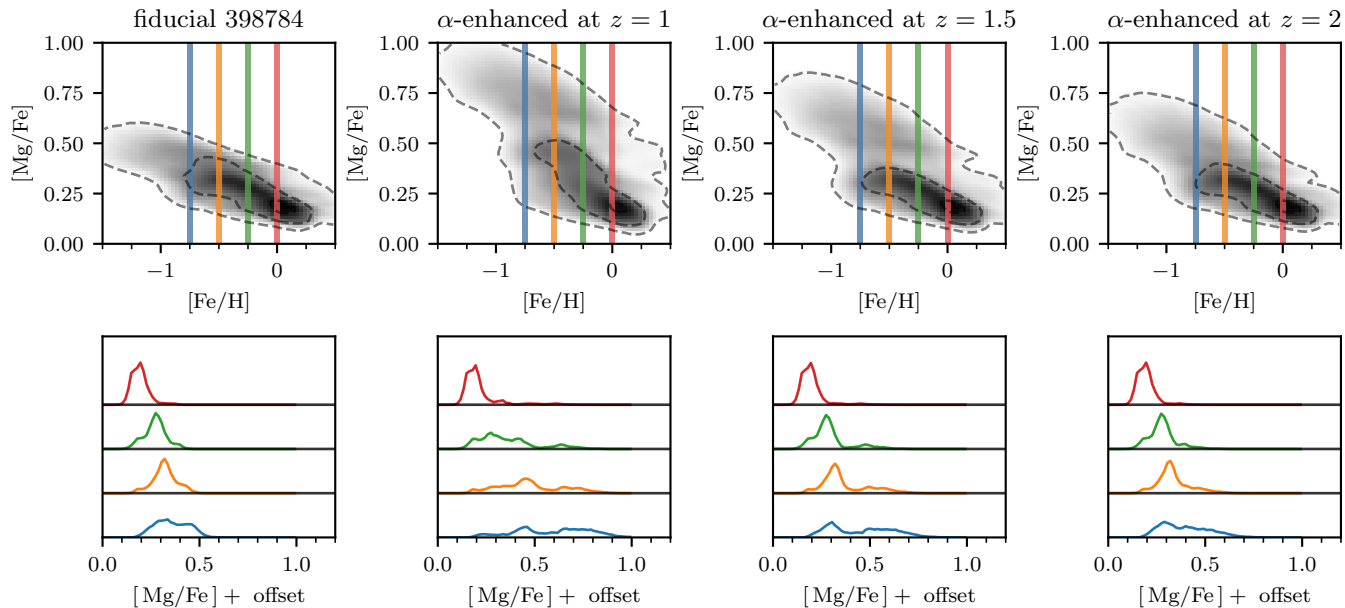 fiducial 398784 α-enhanced at z = 1 α-enhanced at z = 1.5 α-enhanced at z = 2
1.00 1.00 1.00 1.00
0.75 0.75 0.75 0.75
[Mg/Fe] [Mg/Fe] [Mg/Fe] [Mg/Fe]
0.50 0.50 0.50 0.50
0.25 0.25 0.25 0.25
0.00 0.00 0.00 0.00
−1 0 −1 0 −1 0 −1 0
[Fe/H] [Fe/H] [Fe/H] [Fe/H]
0.0 0.5 1.0 0.0 0.5 1.0 0.0 0.5 1.0 0.0 0.5 1.0
[Mg/Fe] + offset [Mg/Fe] + offset [Mg/Fe] + offset [Mg/Fe] + offset